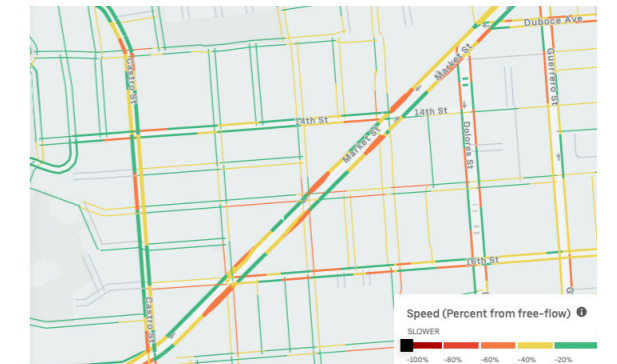 Duboce Ave
Market St
Castro St
Guerrero St
14th St
14th St
Market St
Dolores St
16th St
Castro St
Speed (Percent from free-flow)
SLOWER
-100% -80% -60% -40% -20%